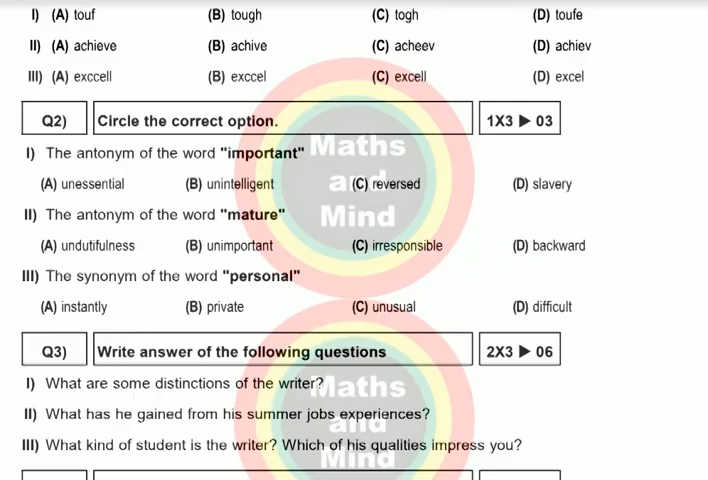 I) (A) touf (B) tough (C) togh (D) toufe
II) (A) achieve (B) achive (C) acheev (D) achiev
III) (A) exccell (B) exccel (C) excell (D) excel
Q2) Circle the correct option. 1X3 ▶ 03
I) The antonym of the word "important"
(A) unessential (B) unintelligent (C) reversed (D) slavery
II) The antonym of the word "mature"
(A) undutifulness (B) unimportant (C) irresponsible (D) backward
III) The synonym of the word "personal"
(A) instantly (B) private (C) unusual (D) difficult
Q3) Write answer of the following questions 2X3 ▶ 06
I) What are some distinctions of the writer?
II) What has he gained from his summer jobs experiences?
III) What kind of student is the writer? Which of his qualities impress you?
Maths
and
Mind
Maths
and
Mind